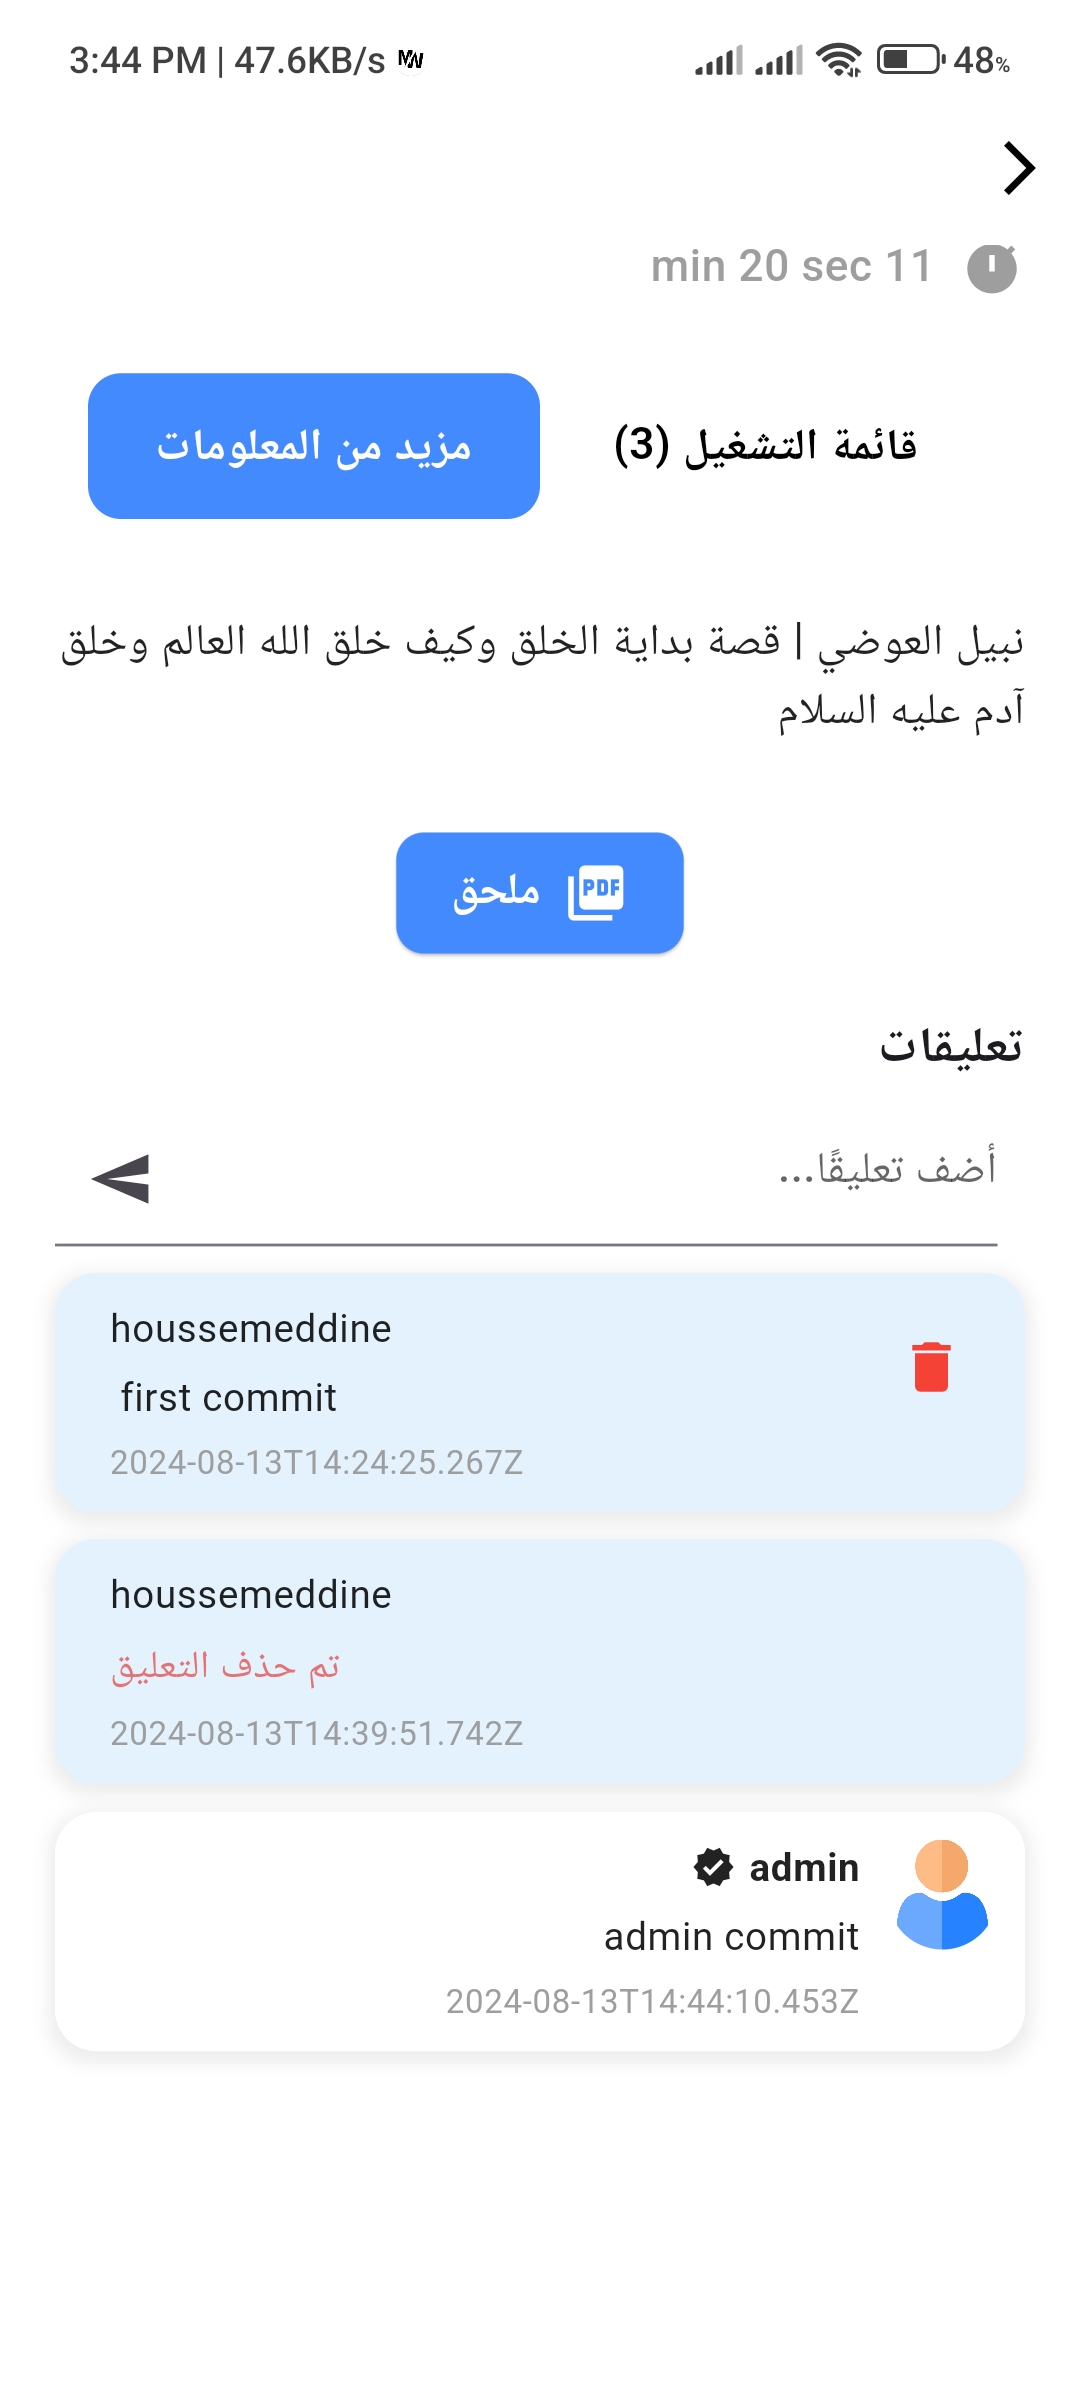 3:44 PM | 47.6KB/s
48%
min 20 sec 11
قائمة التشغيل (3)
مزيد من المعلومات
نبيل العوضي | قصة بداية الخلق وكيف خلق الله العالم وخلق
آدم عليه السلام
PDF ملحق
تعليقات
أضف تعليقًا...
houssemeddine
first commit
2024-08-13T14:24:25.267Z
houssemeddine
تم حذف التعليق
2024-08-13T14:39:51.742Z
admin
admin commit
2024-08-13T14:44:10.453Z